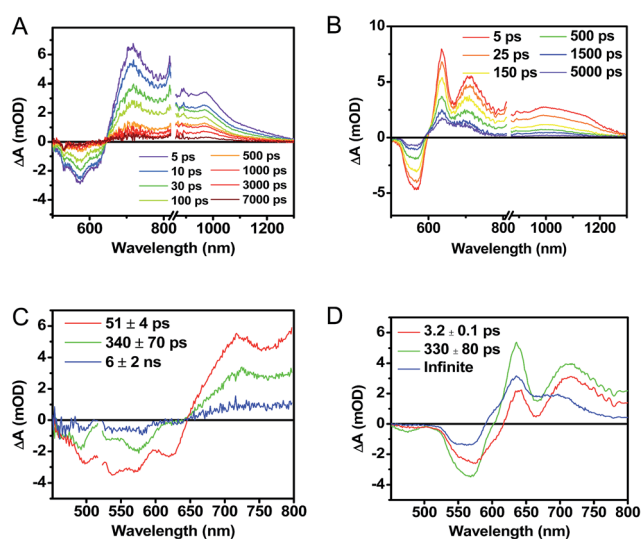 A
ΔA (mOD)
6
4
2
0
-2
-4
5 ps
10 ps
30 ps
100 ps
500 ps
1000 ps
3000 ps
7000 ps
600 800 1000 1200
Wavelength (nm)
B
ΔA (mOD)
10
5
0
-5
5 ps
25 ps
150 ps
500 ps
1500 ps
5000 ps
400 600 800 1000 1200
Wavelength (nm)
C
ΔA (mOD)
6
4
2
0
-2
-4
51 ± 4 ps
340 ± 70 ps
6 ± 2 ns
500 550 600 650 700 750 800
Wavelength (nm)
D
ΔA (mOD)
8
6
4
2
0
-2
-4
3.2 ± 0.1 ps
330 ± 80 ps
Infinite
500 550 600 650 700 750 800
Wavelength (nm)